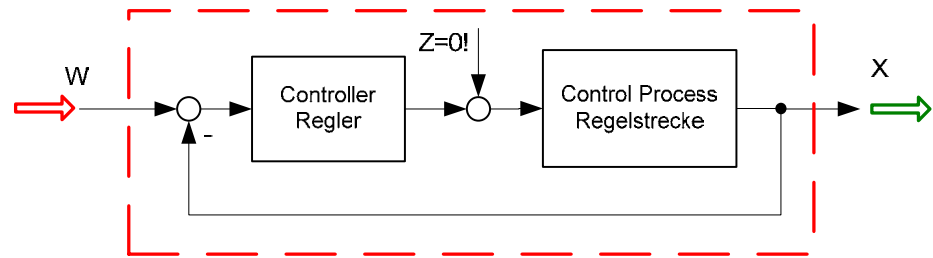 W
-
Controller
Regler
Z=0!
Control Process
Regelstrecke
X